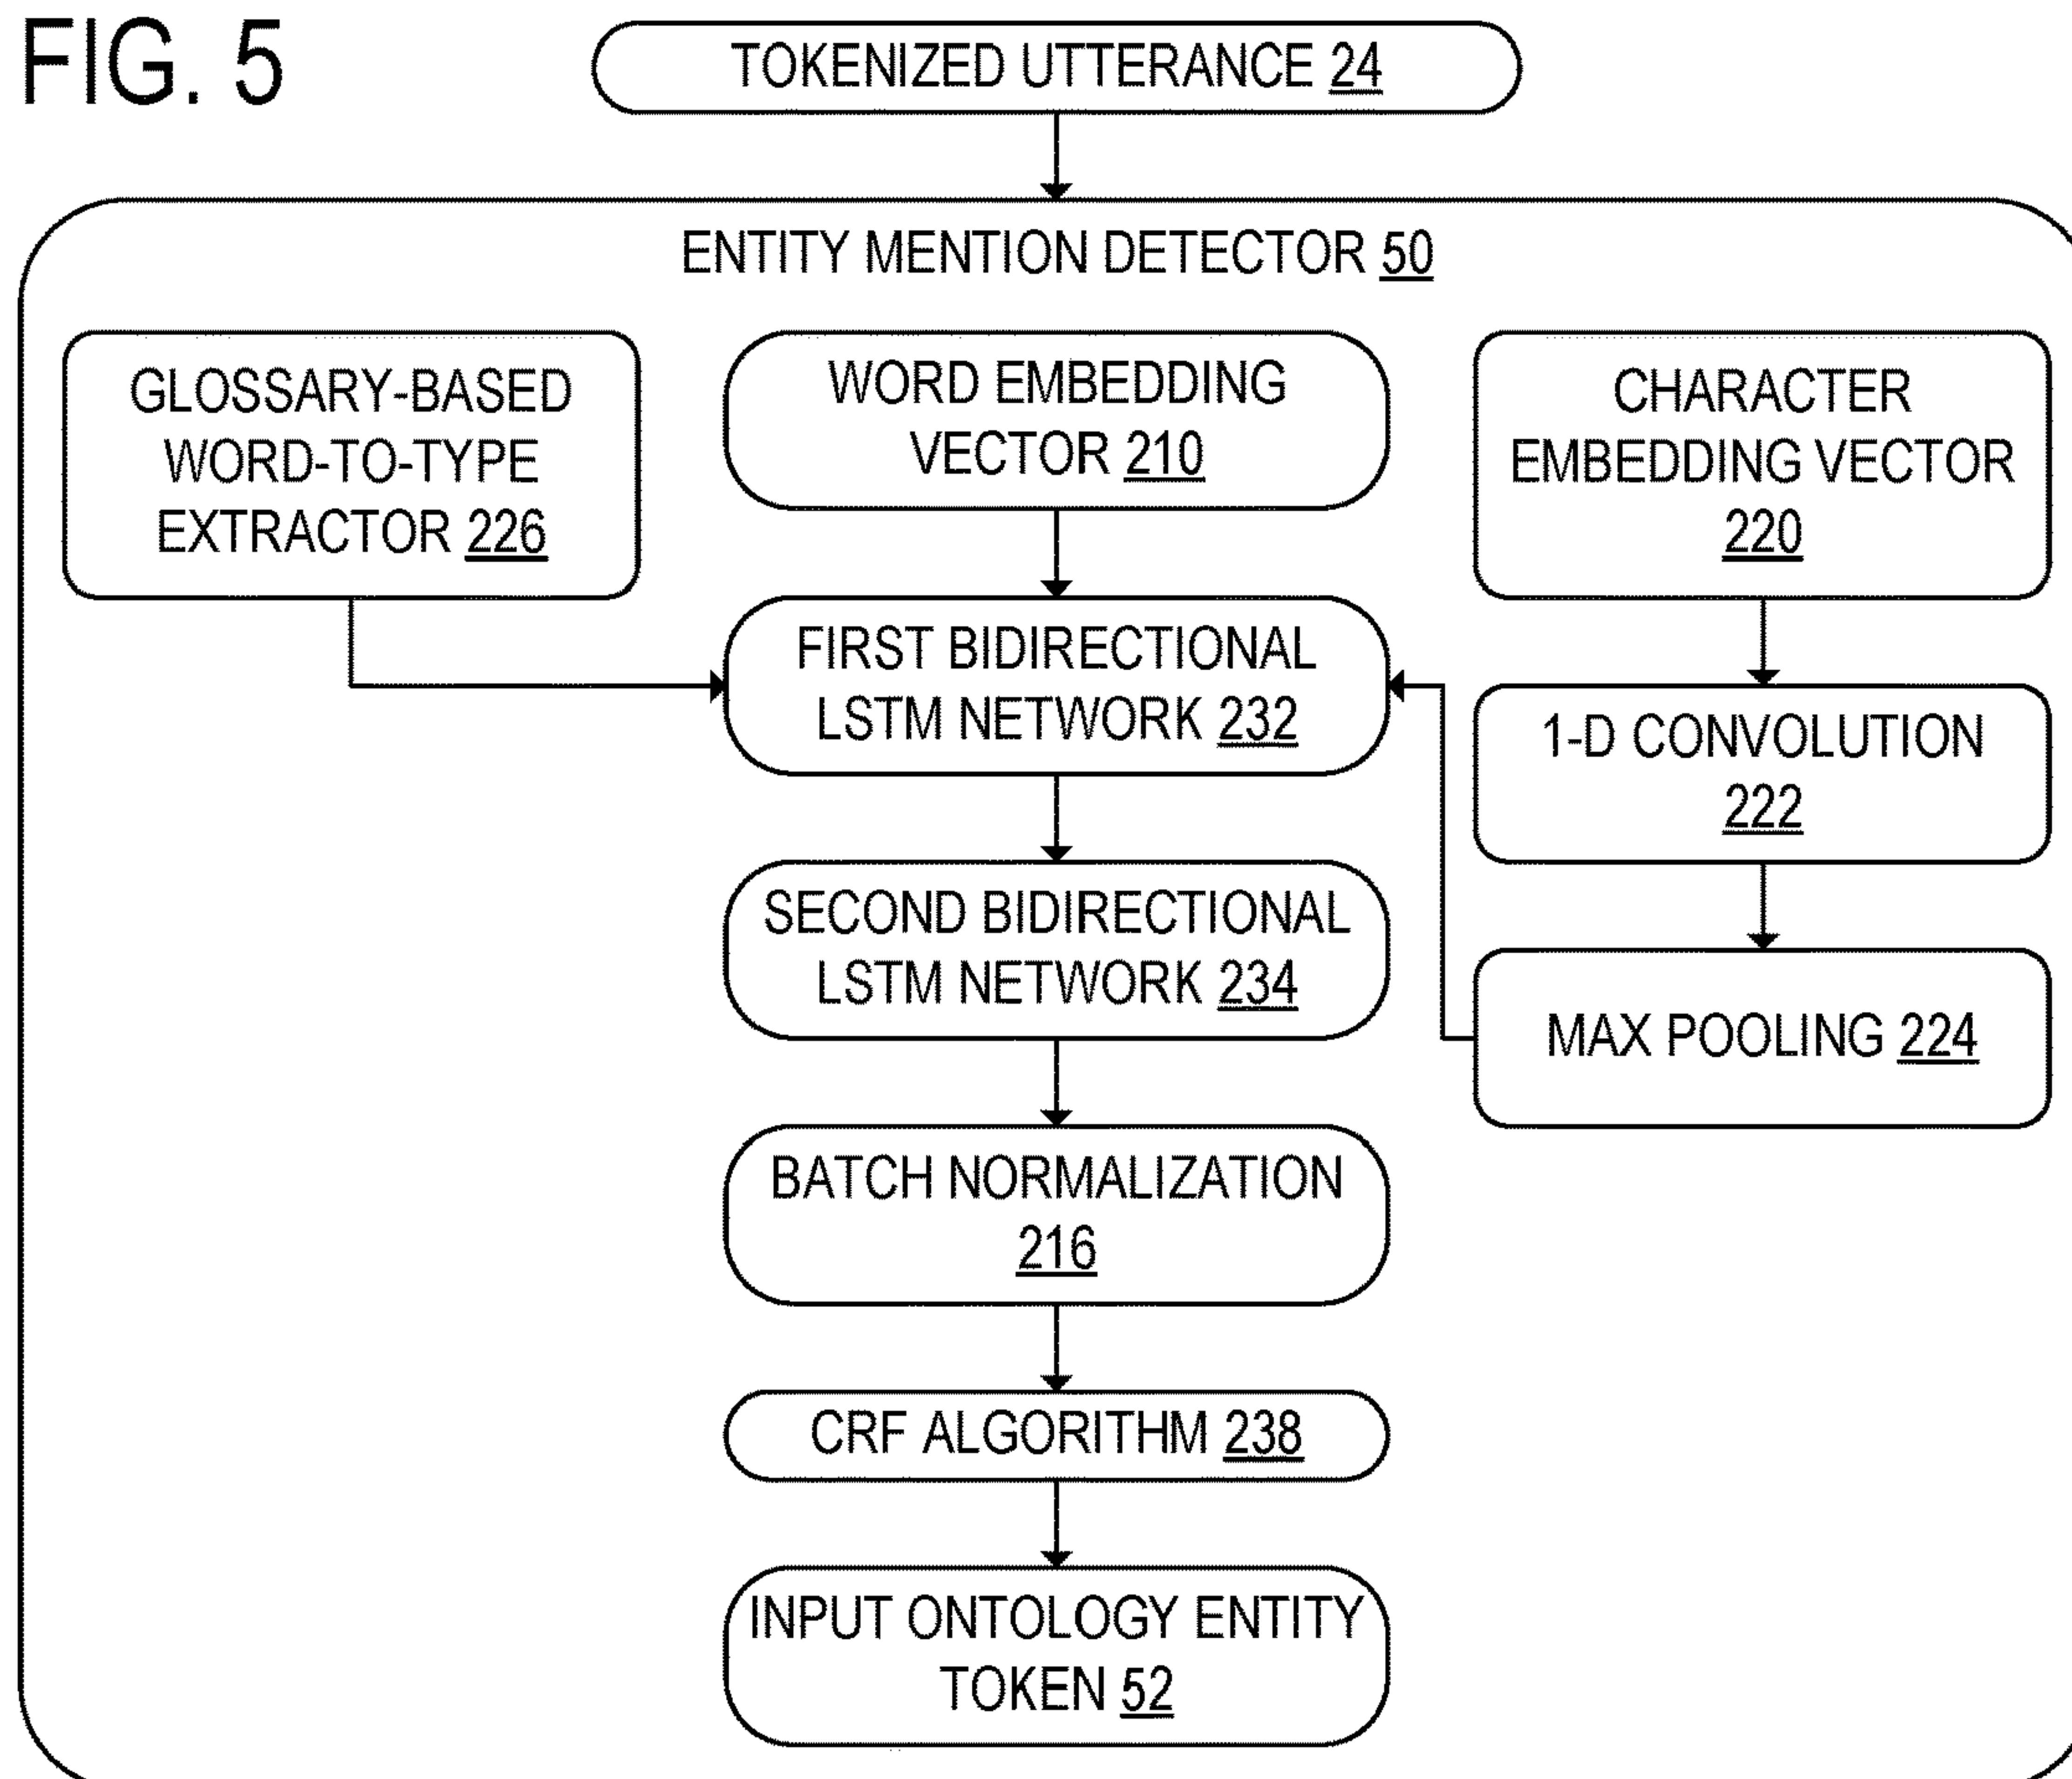 FIG. 5
TOKENIZED UTTERANCE 24
ENTITY MENTION DETECTOR 50
GLOSSARY-BASED
WORD-TO-TYPE
EXTRACTOR 226
WORD EMBEDDING
VECTOR 210
CHARACTER
EMBEDDING VECTOR
220
FIRST BIDIRECTIONAL
LSTM NETWORK 232
1-D CONVOLUTION
222
SECOND BIDIRECTIONAL
LSTM NETWORK 234
MAX POOLING 224
BATCH NORMALIZATION
216
CRF ALGORITHM 238
INPUT ONTOLOGY ENTITY
TOKEN 52